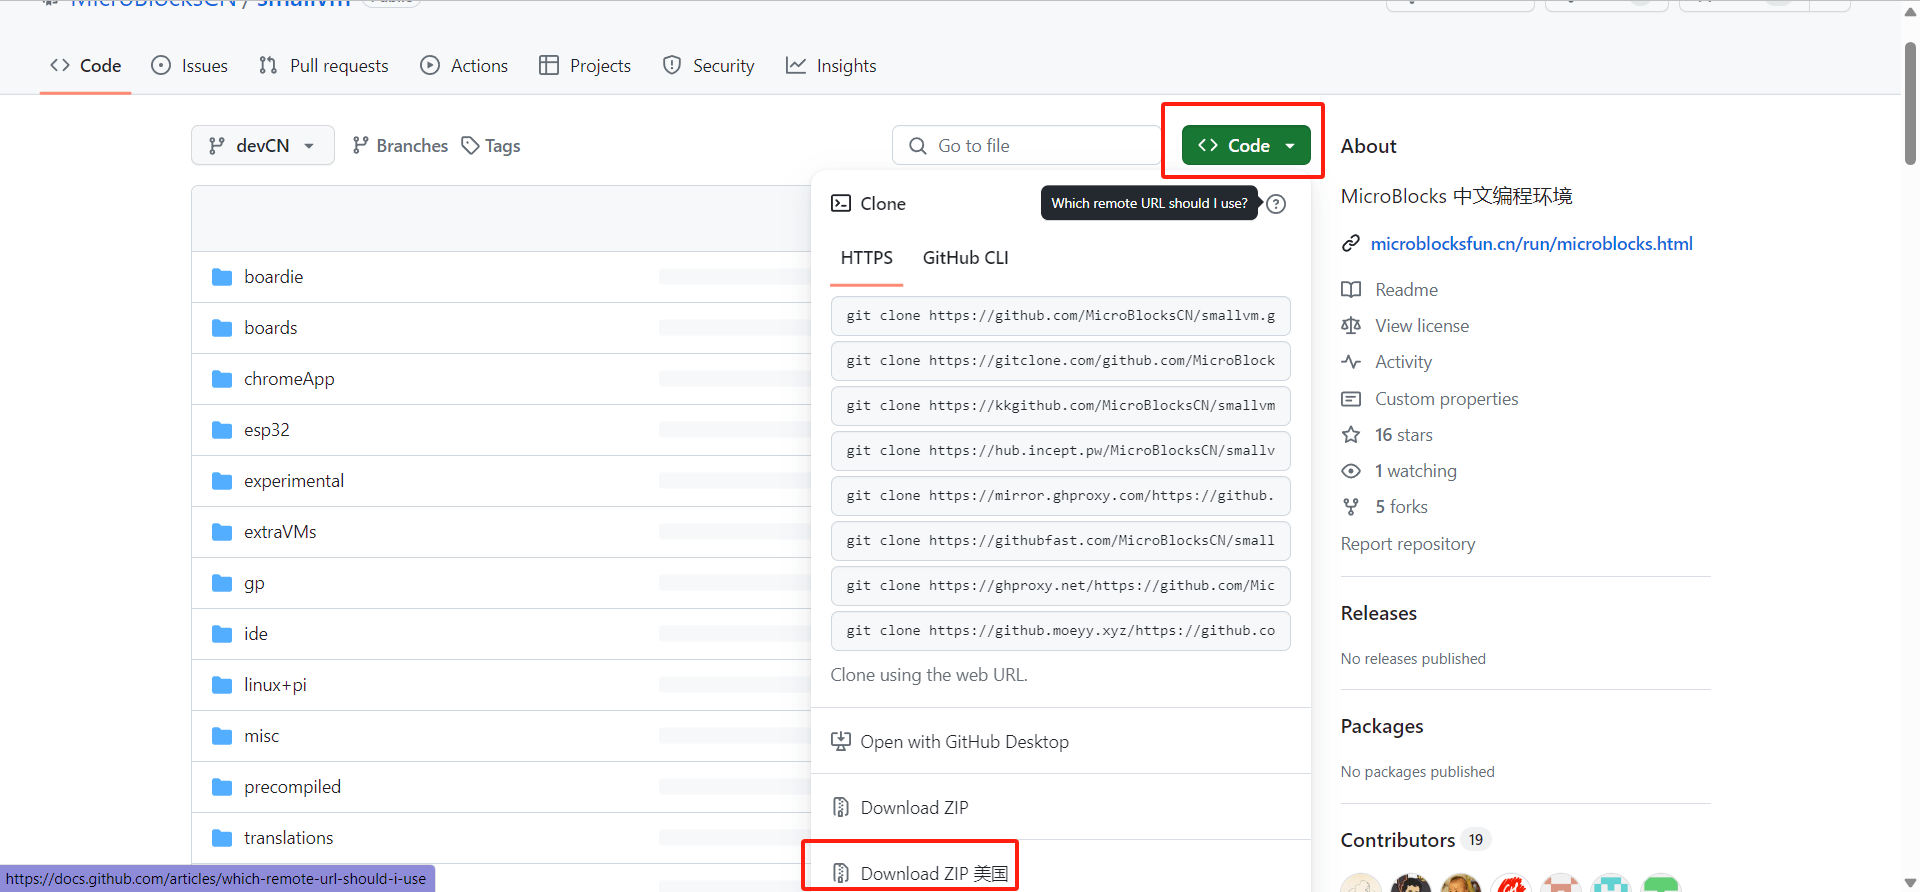 MicroBlocksCN / smallvm Public
Code Issues Pull requests Actions Projects Security Insights
devCN Branches Tags Go to file Code
boardie
boards
chromeApp
esp32
experimental
extraVMs
gp
ide
linux+pi
misc
precompiled
translations
Clone
Which remote URL should I use?
HTTPS GitHub CLI
git clone https://github.com/MicroBlocksCN/smallvm.g
git clone https://gitclone.com/github.com/MicroBlock
git clone https://kkgithub.com/MicroBlocksCN/smallvm
git clone https://hub.incept.pw/MicroBlocksCN/smallv
git clone https://mirror.ghproxy.com/https://github.
git clone https://githubfast.com/MicroBlocksCN/small
git clone https://ghproxy.net/https://github.com/Mic
git clone https://github.moeyy.xyz/https://github.co
Clone using the web URL.
Open with GitHub Desktop
Download ZIP
Download ZIP 美国
About
MicroBlocks 中文编程环境
microblocksfun.cn/run/microblocks.html
Readme
View license
Activity
Custom properties
16 stars
1 watching
5 forks
Report repository
Releases
No releases published
Packages
No packages published
Contributors 19
https://docs.github.com/articles/which-remote-url-should-i-use